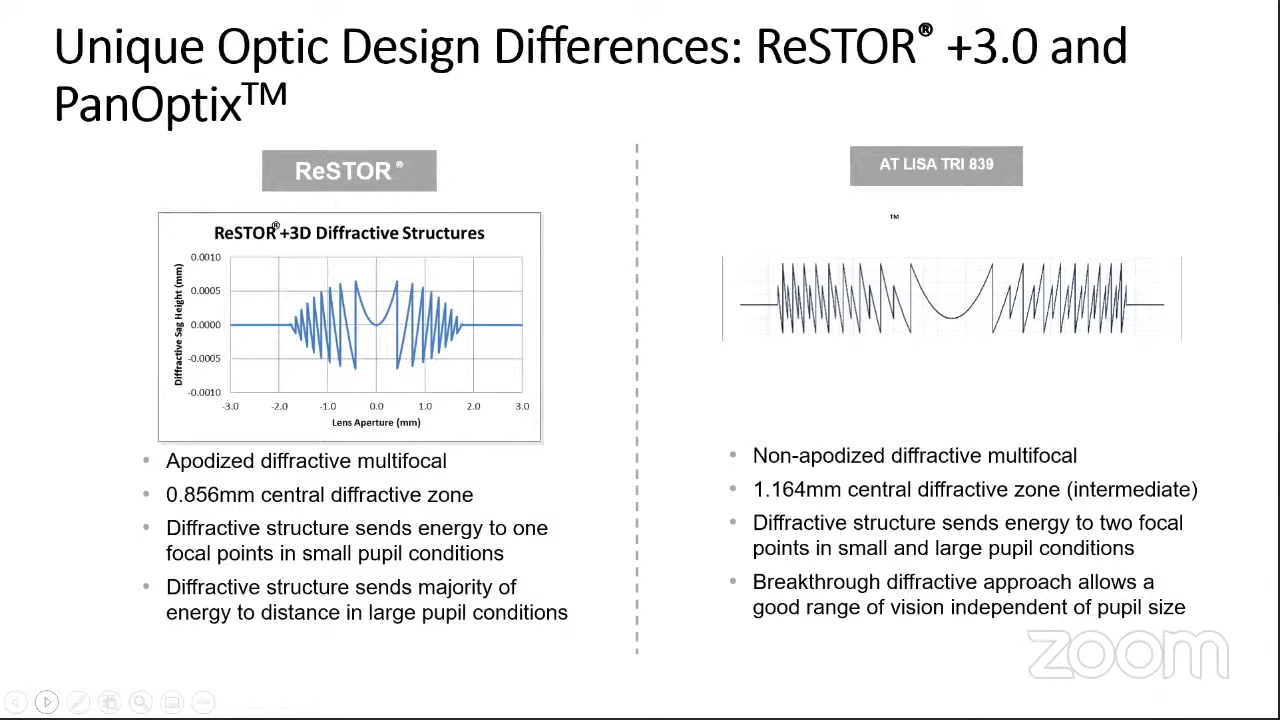 Unique Optic Design Differences: ReSTOR® +3.0 and
PanOptix™
ReSTOR®
ReSTOR®+3D Diffractive Structures
Diffractive Sag Height (mm)
0.0010
0.0005
0.0000
-0.0005
-0.0010
-3.0 -2.0 -1.0 0.0 1.0 2.0 3.0
Lens Aperture (mm)
• Apodized diffractive multifocal
• 0.856mm central diffractive zone
• Diffractive structure sends energy to one
focal points in small pupil conditions
• Diffractive structure sends majority of
energy to distance in large pupil conditions
AT LISA TRI 839
™
• Non-apodized diffractive multifocal
• 1.164mm central diffractive zone (intermediate)
• Diffractive structure sends energy to two focal
points in small and large pupil conditions
• Breakthrough diffractive approach allows a
good range of vision independent of pupil size
zoom